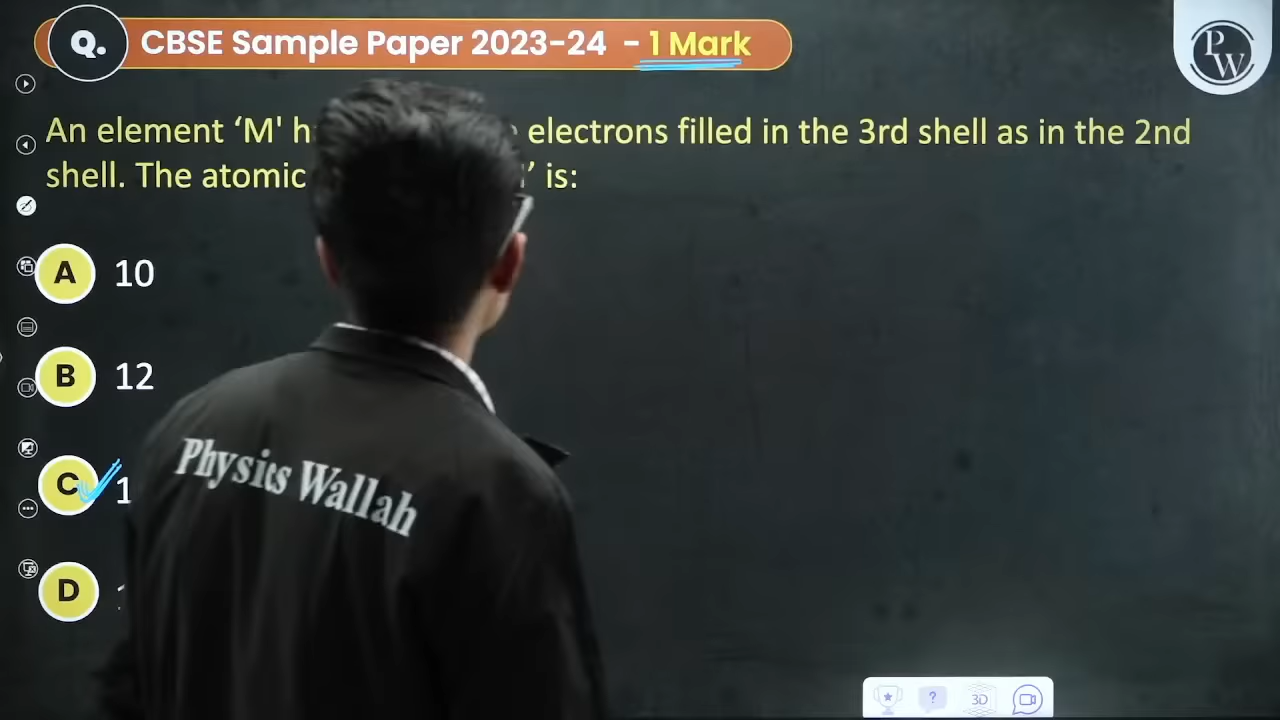 Q. CBSE Sample Paper 2023-24 - 1 Mark
PW
An element ‘M' electrons filled in the 3rd shell as in the 2nd
shell. The atomic ’ is:
A 10
B 12
C 1
D
Physics Wallah
?
3D